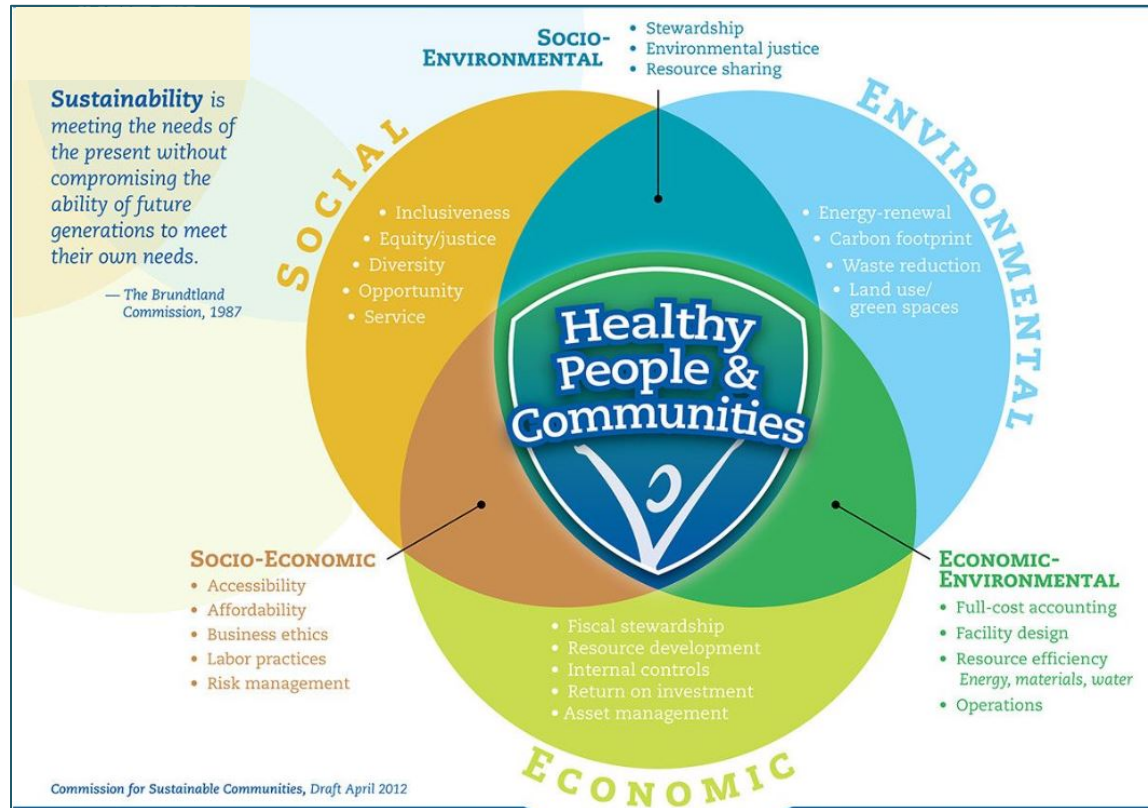 SOCIO-
ENVIRONMENTAL
• Stewardship
• Environmental justice
• Resource sharing
Sustainability is
meeting the needs of
the present without
compromising the
ability of future
generations to meet
their own needs.
— The Brundtland
Commission, 1987
SOCIAL
• Inclusiveness
• Equity/justice
• Diversity
• Opportunity
• Service
ENVIRONMENTAL
• Energy-renewal
• Carbon footprint
• Waste reduction
• Land use/
green spaces
Healthy
People &
Communities
SOCIO-ECONOMIC
• Accessibility
• Affordability
• Business ethics
• Labor practices
• Risk management
• Fiscal stewardship
• Resource development
• Internal controls
• Return on investment
• Asset management
ECONOMIC
ECONOMIC-
ENVIRONMENTAL
• Full-cost accounting
• Facility design
• Resource efficiency
Energy, materials, water
• Operations
Commission for Sustainable Communities, Draft April 2012